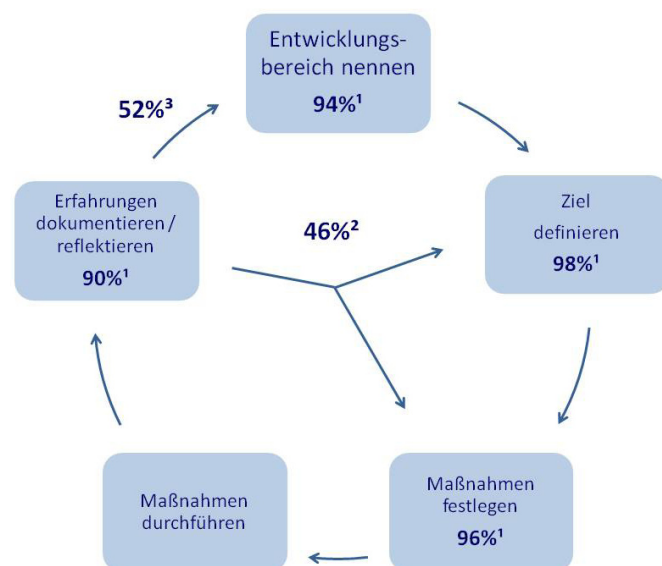 Entwicklungs-
bereich nennen
94%¹
52%³
Erfahrungen
dokumentieren/
reflektieren
90%¹
46%²
Ziel
definieren
98%¹
Maßnahmen
durchführen
Maßnahmen
festlegen
96%¹